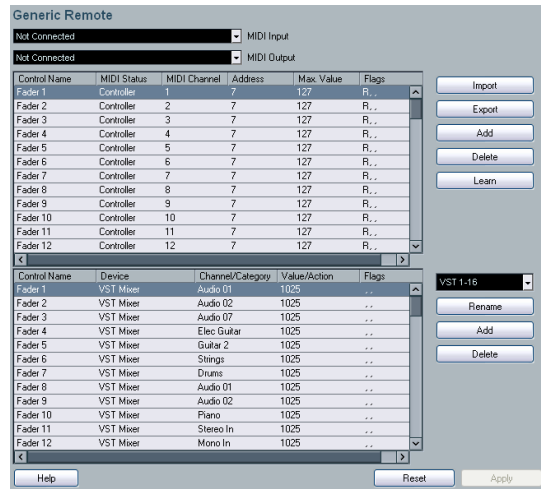 Generic Remote
Not Connected MIDI Input
Not Connected MIDI Output
Control Name MIDI Status MIDI Channel Address Max. Value Flags
Fader 1 Controller 1 7 127 R, ,
Fader 2 Controller 2 7 127 R, ,
Fader 3 Controller 3 7 127 R, ,
Fader 4 Controller 4 7 127 R, ,
Fader 5 Controller 5 7 127 R, ,
Fader 6 Controller 6 7 127 R, ,
Fader 7 Controller 7 7 127 R, ,
Fader 8 Controller 8 7 127 R, ,
Fader 9 Controller 9 7 127 R, ,
Fader 10 Controller 10 7 127 R, ,
Fader 11 Controller 11 7 127 R, ,
Fader 12 Controller 12 7 127 R, ,
Import
Export
Add
Delete
Learn
Control Name Device Channel/Category Value/Action Flags
Fader 1 VST Mixer Audio 01 1025 , ,
Fader 2 VST Mixer Audio 02 1025 , ,
Fader 3 VST Mixer Audio 07 1025 , ,
Fader 4 VST Mixer Elec Guitar 1025 , ,
Fader 5 VST Mixer Guitar 2 1025 , ,
Fader 6 VST Mixer Strings 1025 , ,
Fader 7 VST Mixer Drums 1025 , ,
Fader 8 VST Mixer Audio 01 1025 , ,
Fader 9 VST Mixer Audio 02 1025 , ,
Fader 10 VST Mixer Piano 1025 , ,
Fader 11 VST Mixer Stereo In 1025 , ,
Fader 12 VST Mixer Mono In 1025 , ,
VST 1-16
Rename
Add
Delete
Help Reset Apply